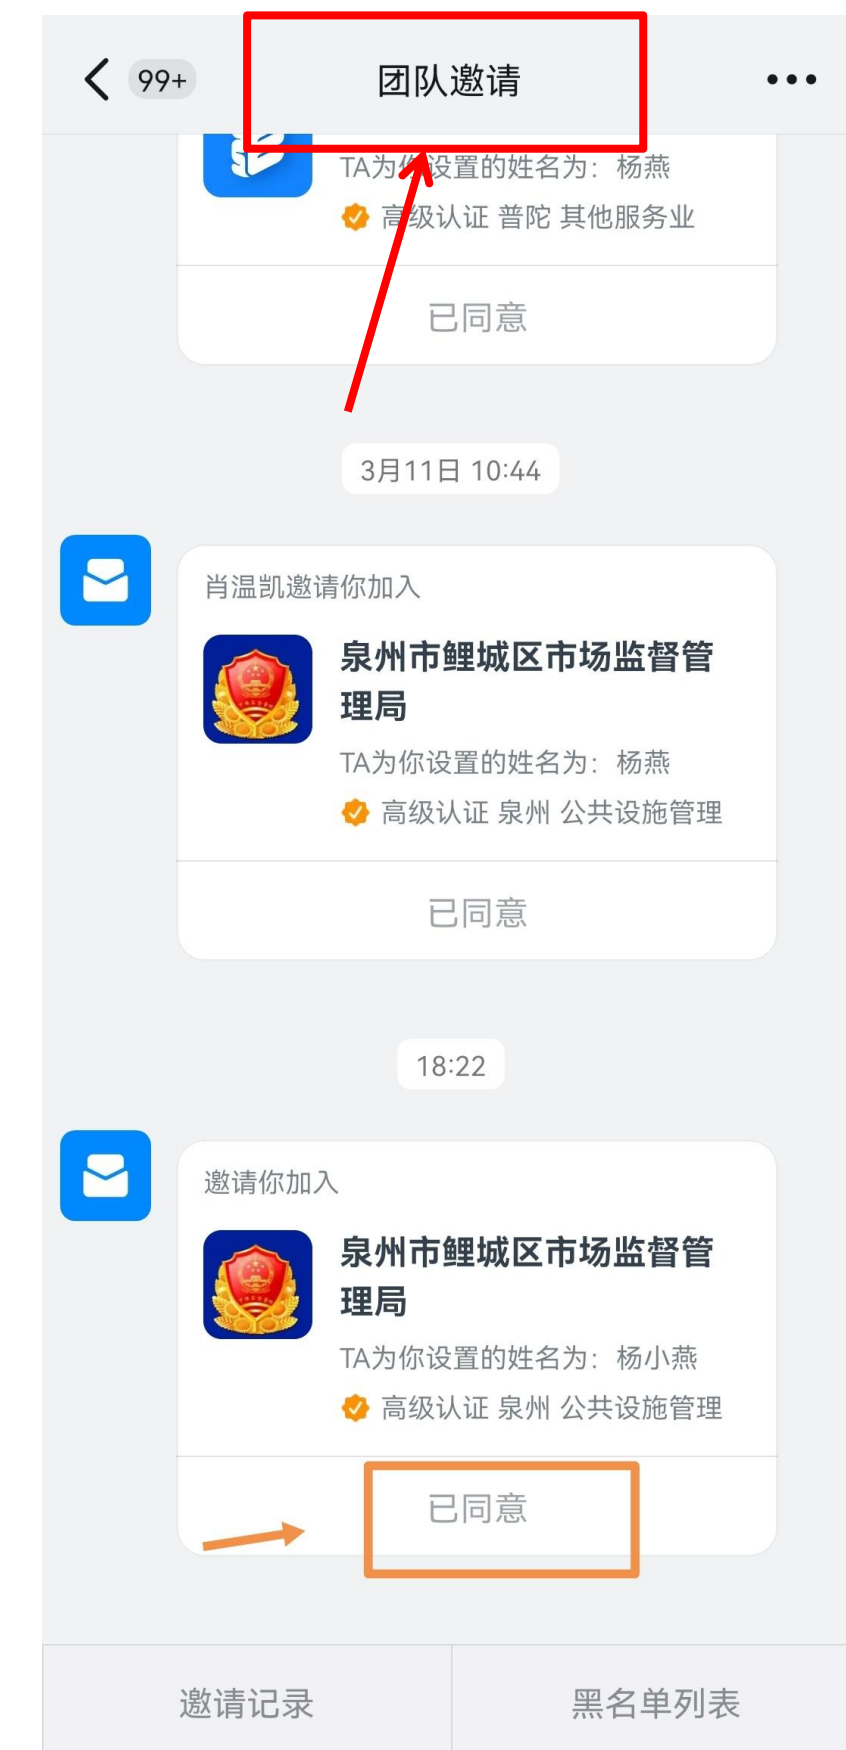 99+
团队邀请
TA为你设置的姓名为：杨燕
高级认证 普陀 其他服务业
已同意
3月11日 10:44
肖温凯邀请你加入
泉州市鲤城区市场监督管
理局
TA为你设置的姓名为：杨燕
高级认证 泉州 公共设施管理
已同意
18:22
邀请你加入
泉州市鲤城区市场监督管
理局
TA为你设置的姓名为：杨小燕
高级认证 泉州 公共设施管理
已同意
邀请记录
黑名单列表